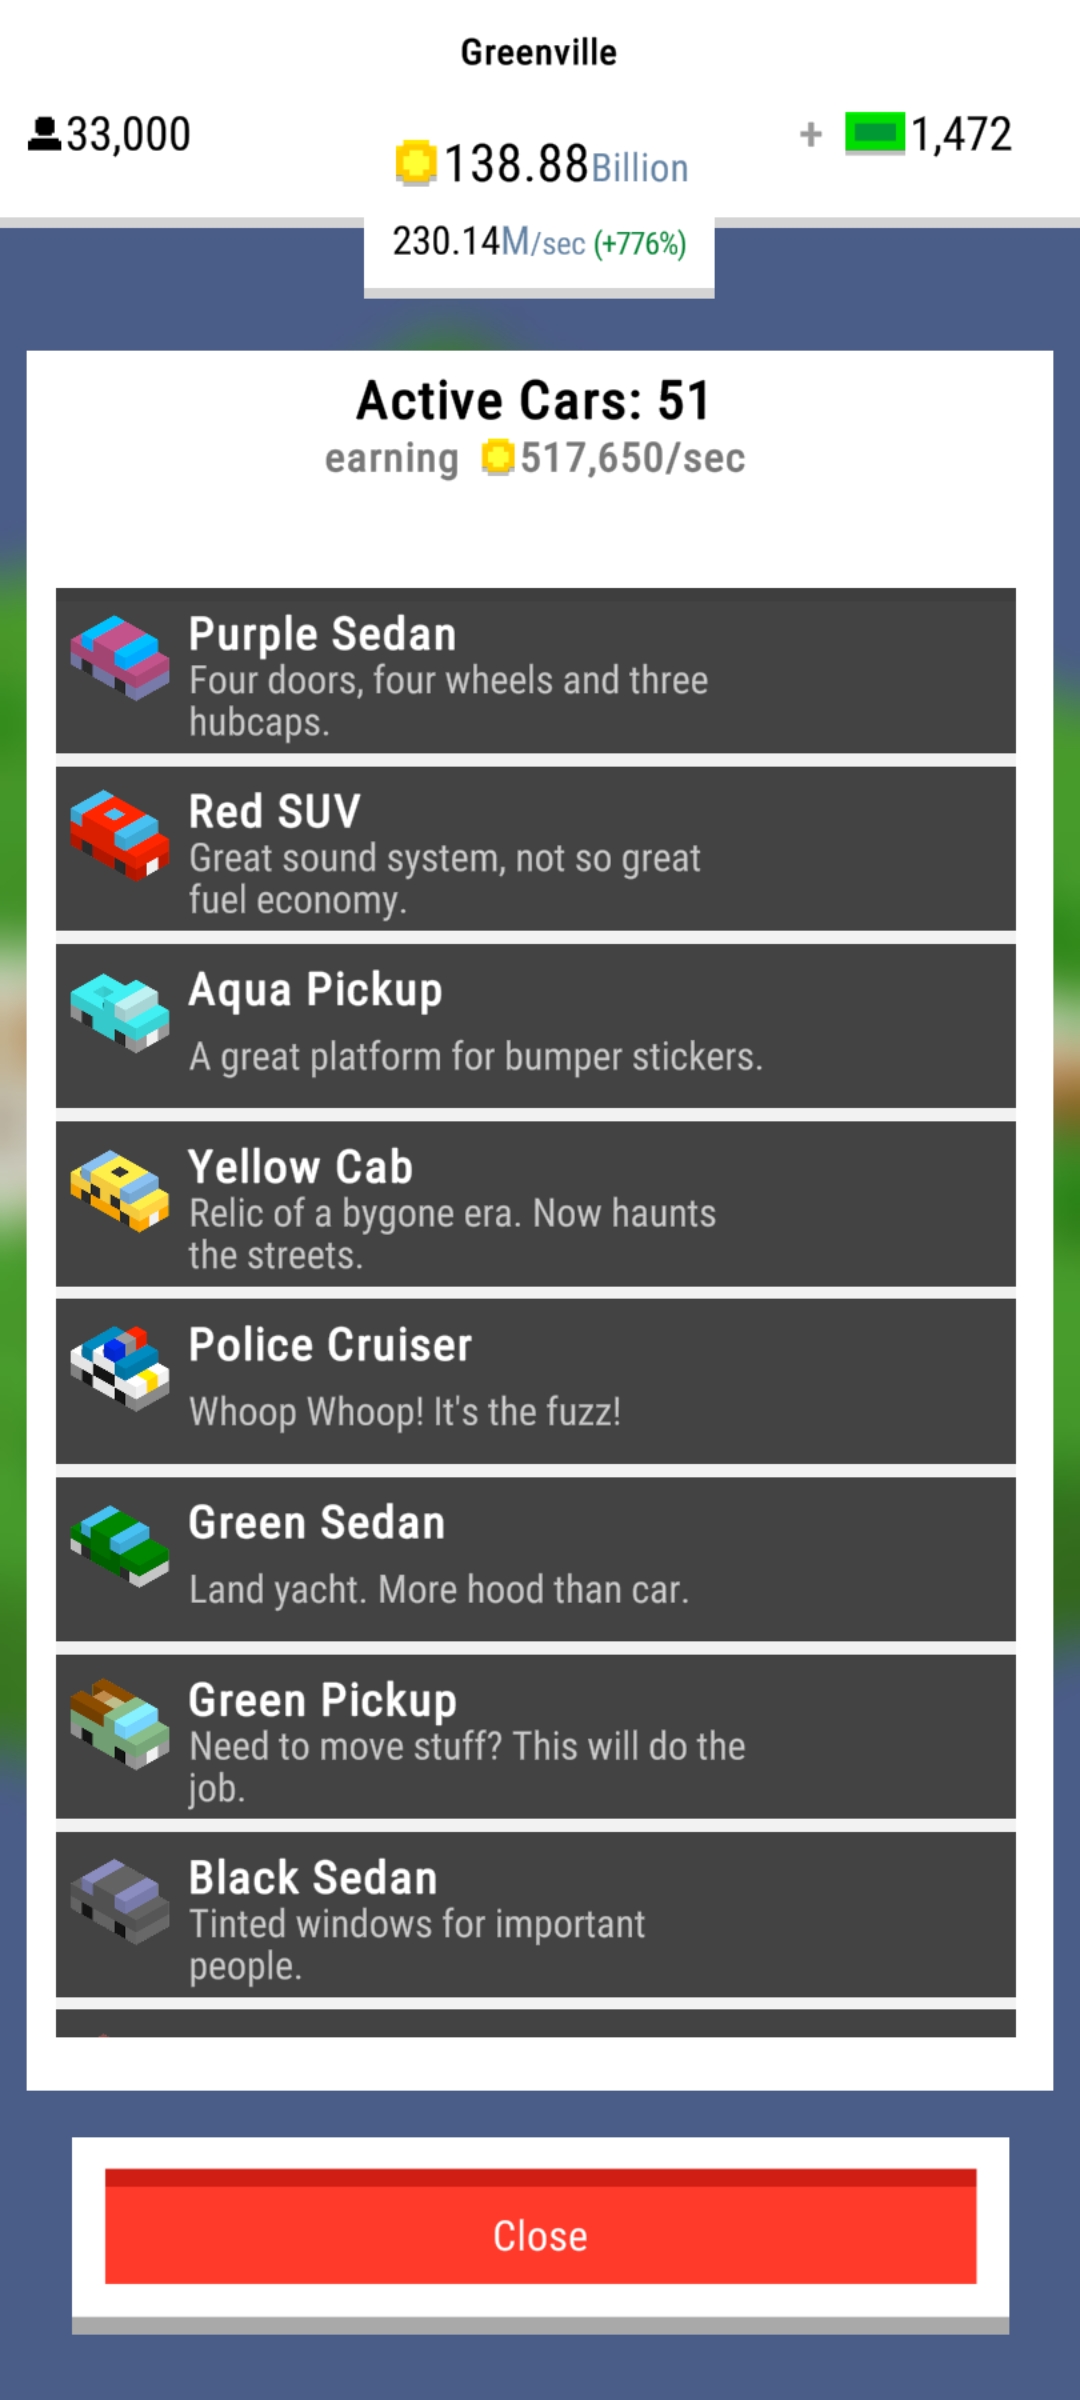 Greenville
33,000
138.88Billion
+ 1,472
230.14M/sec (+776%)
Active Cars: 51
earning 517,650/sec
Purple Sedan
Four doors, four wheels and three
hubcaps.
Red SUV
Great sound system, not so great
fuel economy.
Aqua Pickup
A great platform for bumper stickers.
Yellow Cab
Relic of a bygone era. Now haunts
the streets.
Police Cruiser
Whoop Whoop! It's the fuzz!
Green Sedan
Land yacht. More hood than car.
Green Pickup
Need to move stuff? This will do the
job.
Black Sedan
Tinted windows for important
people.
Close